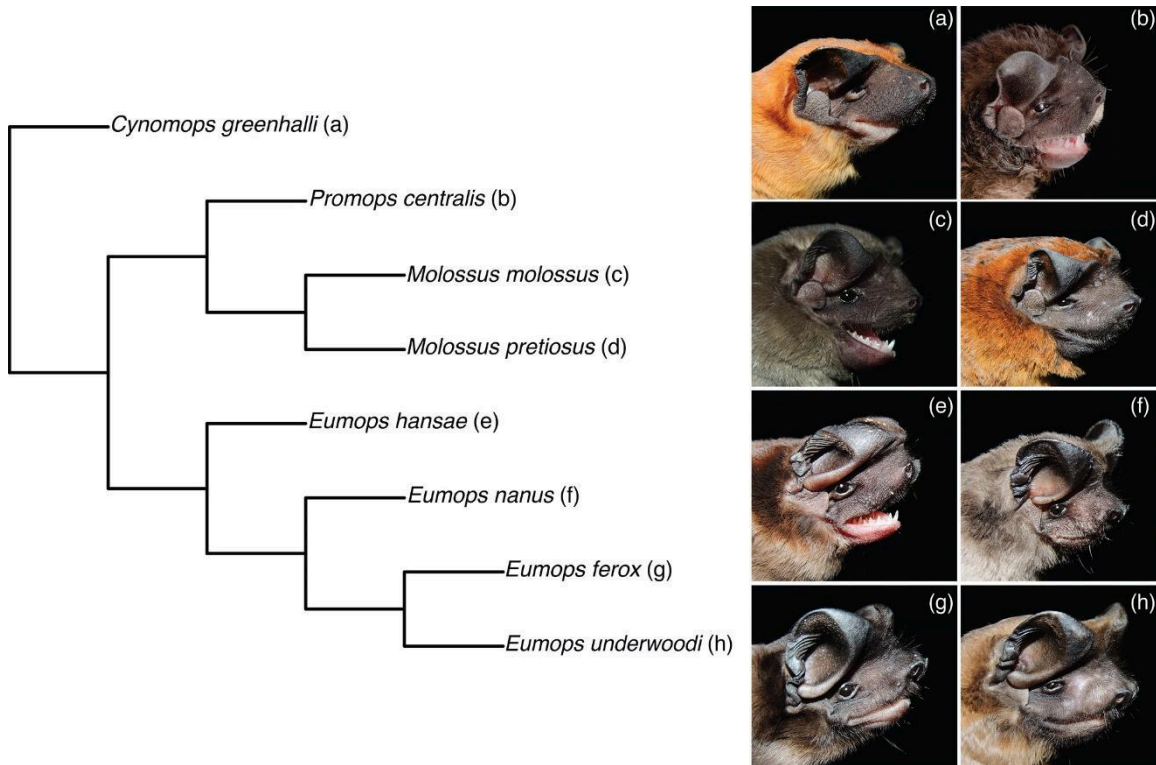 Cynomops greenhalli (a)
Promops centralis (b)
Molossus molossus (c)
Molossus pretiosus (d)
Eumops hansae (e)
Eumops nanus (f)
Eumops ferox (g)
Eumops underwoodi (h)
(a)
(b)
(c)
(d)
(e)
(f)
(g)
(h)